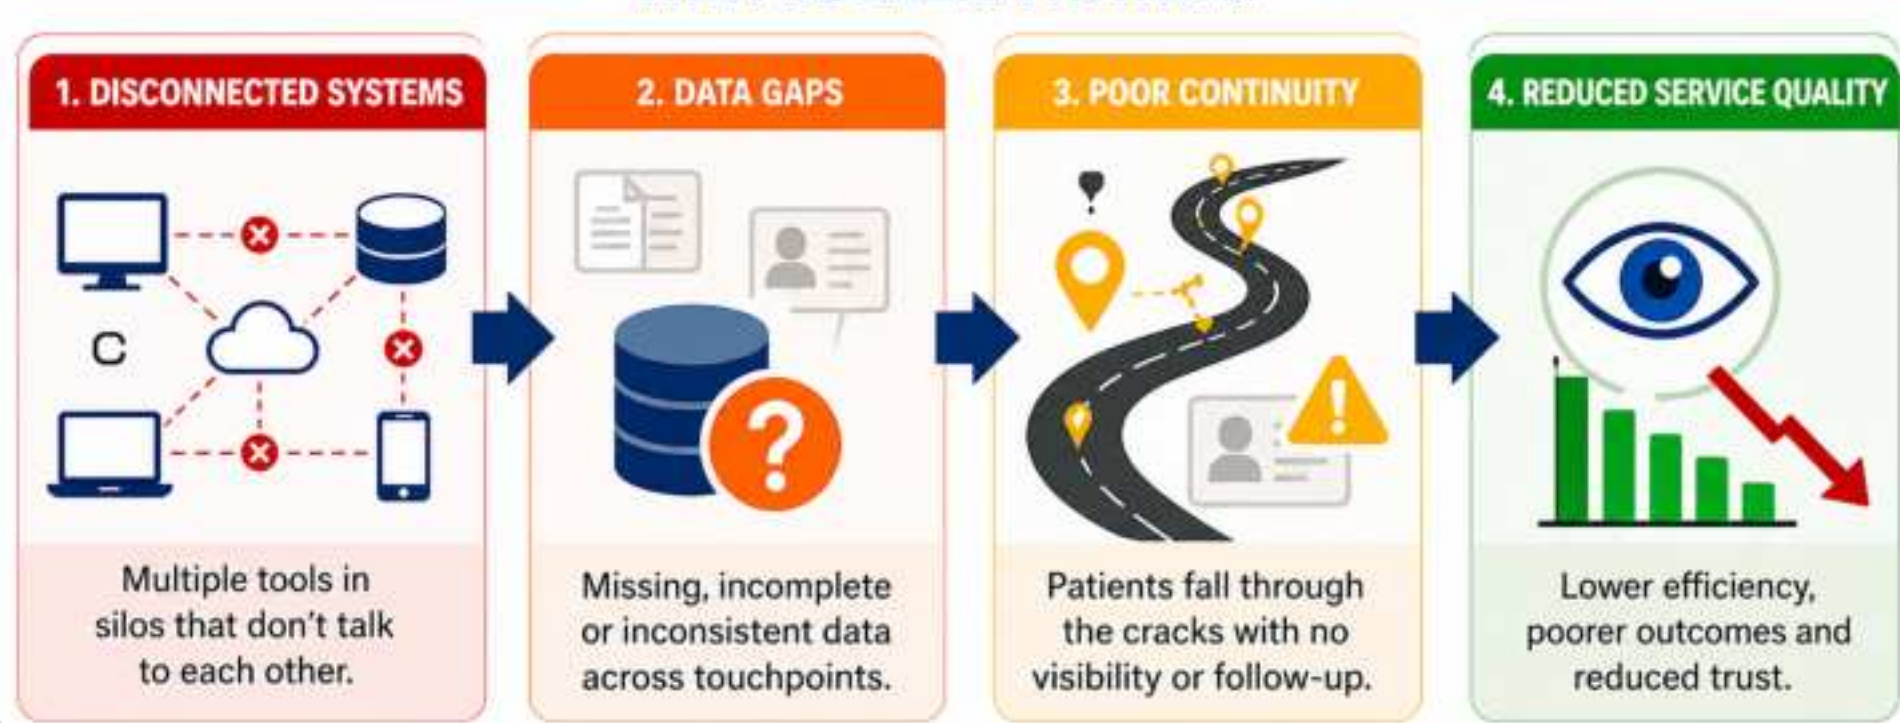 1. DISCONNECTED SYSTEMS
C
Multiple tools in
silos that don't talk
to each other.
2. DATA GAPS
?
Missing, incomplete
or inconsistent data
across touchpoints.
3. POOR CONTINUITY
!
Patients fall through
the cracks with no
visibility or follow-up.
4. REDUCED SERVICE QUALITY
Lower efficiency,
poorer outcomes and
reduced trust.